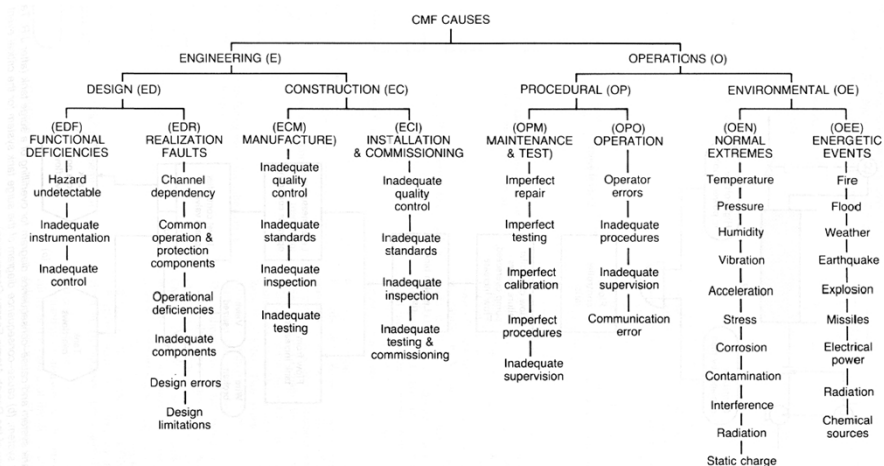 CMF CAUSES
ENGINEERING (E)
OPERATIONS (O)
DESIGN (ED)
CONSTRUCTION (EC)
PROCEDURAL (OP)
ENVIRONMENTAL (OE)
(EDF)
FUNCTIONAL
DEFICIENCIES
Hazard
undetectable
Inadequate
instrumentation
Inadequate
control
(EDR)
REALIZATION
FAULTS
Channel
dependency
Common
operation &
protection
components
Operational
deficiencies
Inadequate
components
Design errors
Design
limitations
(ECM)
MANUFACTURE)
Inadequate
quality
control
Inadequate
standards
Inadequate
inspection
Inadequate
testing
(ECI)
INSTALLATION
& COMMISSIONING
Inadequate
quality
control
Inadequate
standards
Inadequate
inspection
Inadequate
testing &
commissioning
(OPM)
MAINTENANCE
& TEST)
Imperfect
repair
Imperfect
testing
Imperfect
calibration
Imperfect
procedures
Inadequate
supervision
(OPO)
OPERATION
Operator
errors
Inadequate
procedures
Inadequate
supervision
Communication
error
(OEN)
NORMAL
EXTREMES
Temperature
Pressure
Humidity
Vibration
Acceleration
Stress
Corrosion
Contamination
Interference
Radiation
Static charge
(OEE)
ENERGETIC
EVENTS
Fire
Flood
Weather
Earthquake
Explosion
Missiles
Electrical
power
Radiation
Chemical
sources